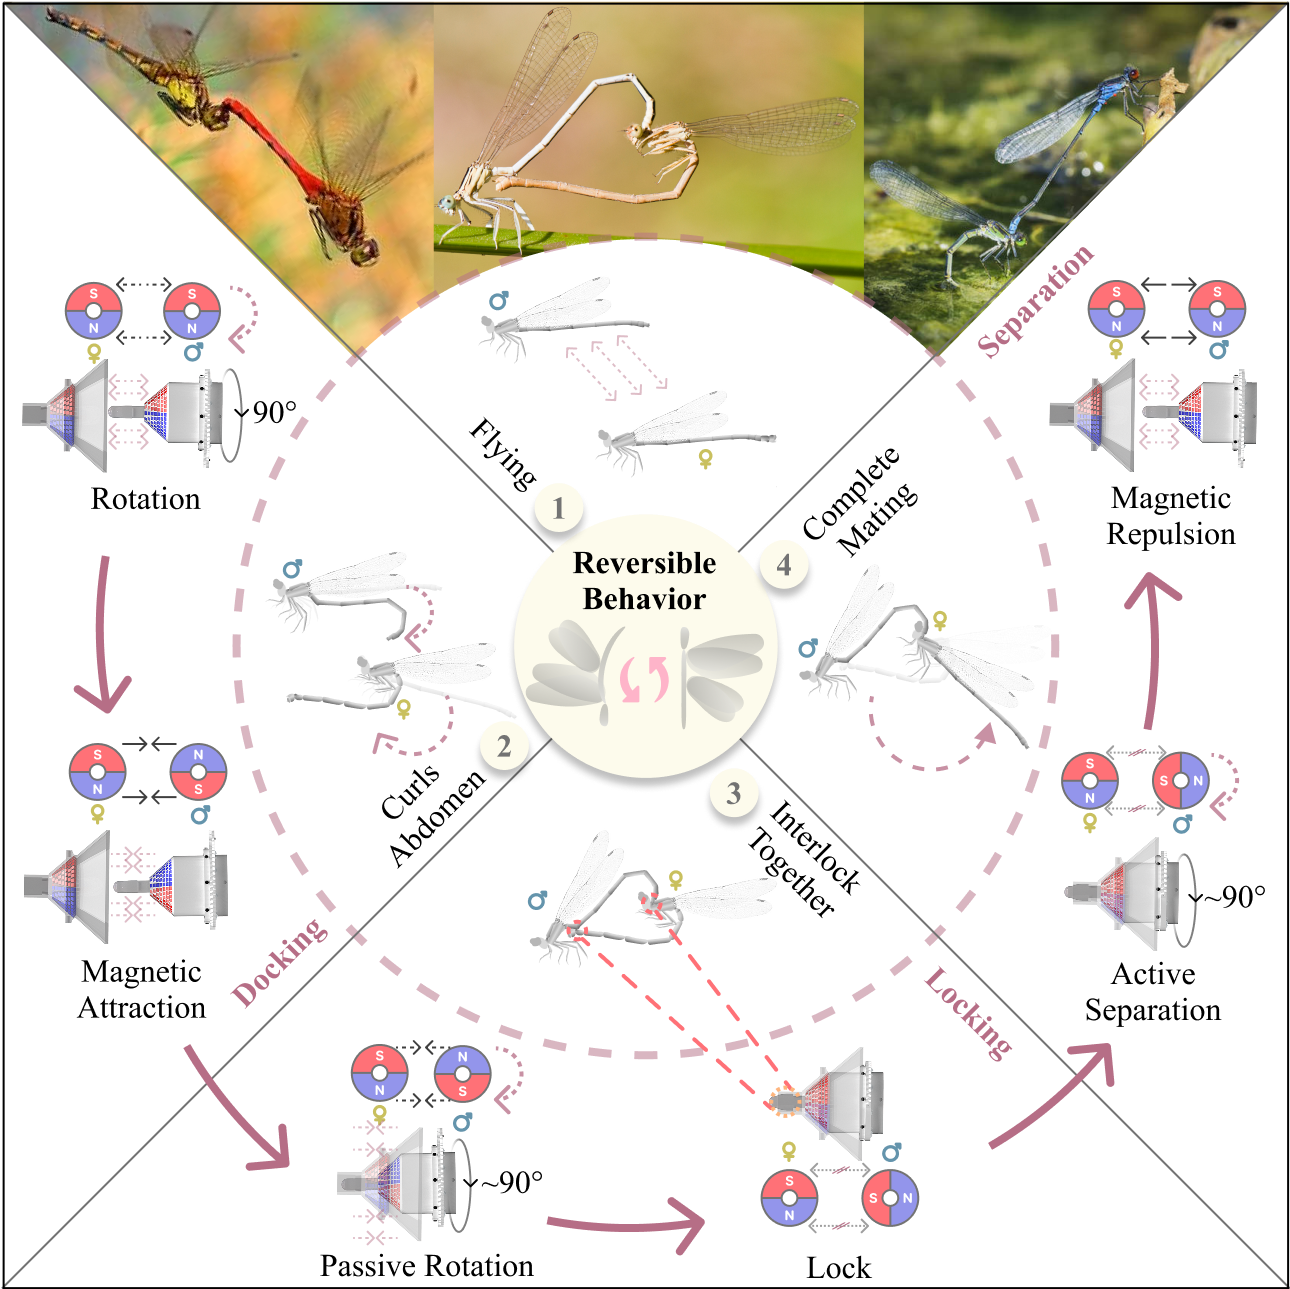 Separation
S
N
S
N
♀
♂
90°
Rotation
♂
♀
Flying
1
Complete
Mating
4
S
N
S
N
♀
♂
Magnetic
Repulsion
Reversible
Behavior
♂
♀
2
Curls
Abdomen
♂
♀
3
Interlock
Together
♂
♀
S
N
N
S
♀
♂
Magnetic
Attraction
Docking
S
N
S
N
♀
♂
~90°
Active
Separation
Locking
S
N
N
S
♀
♂
~90°
Passive Rotation
♀
♂
S
N
S
N
Lock